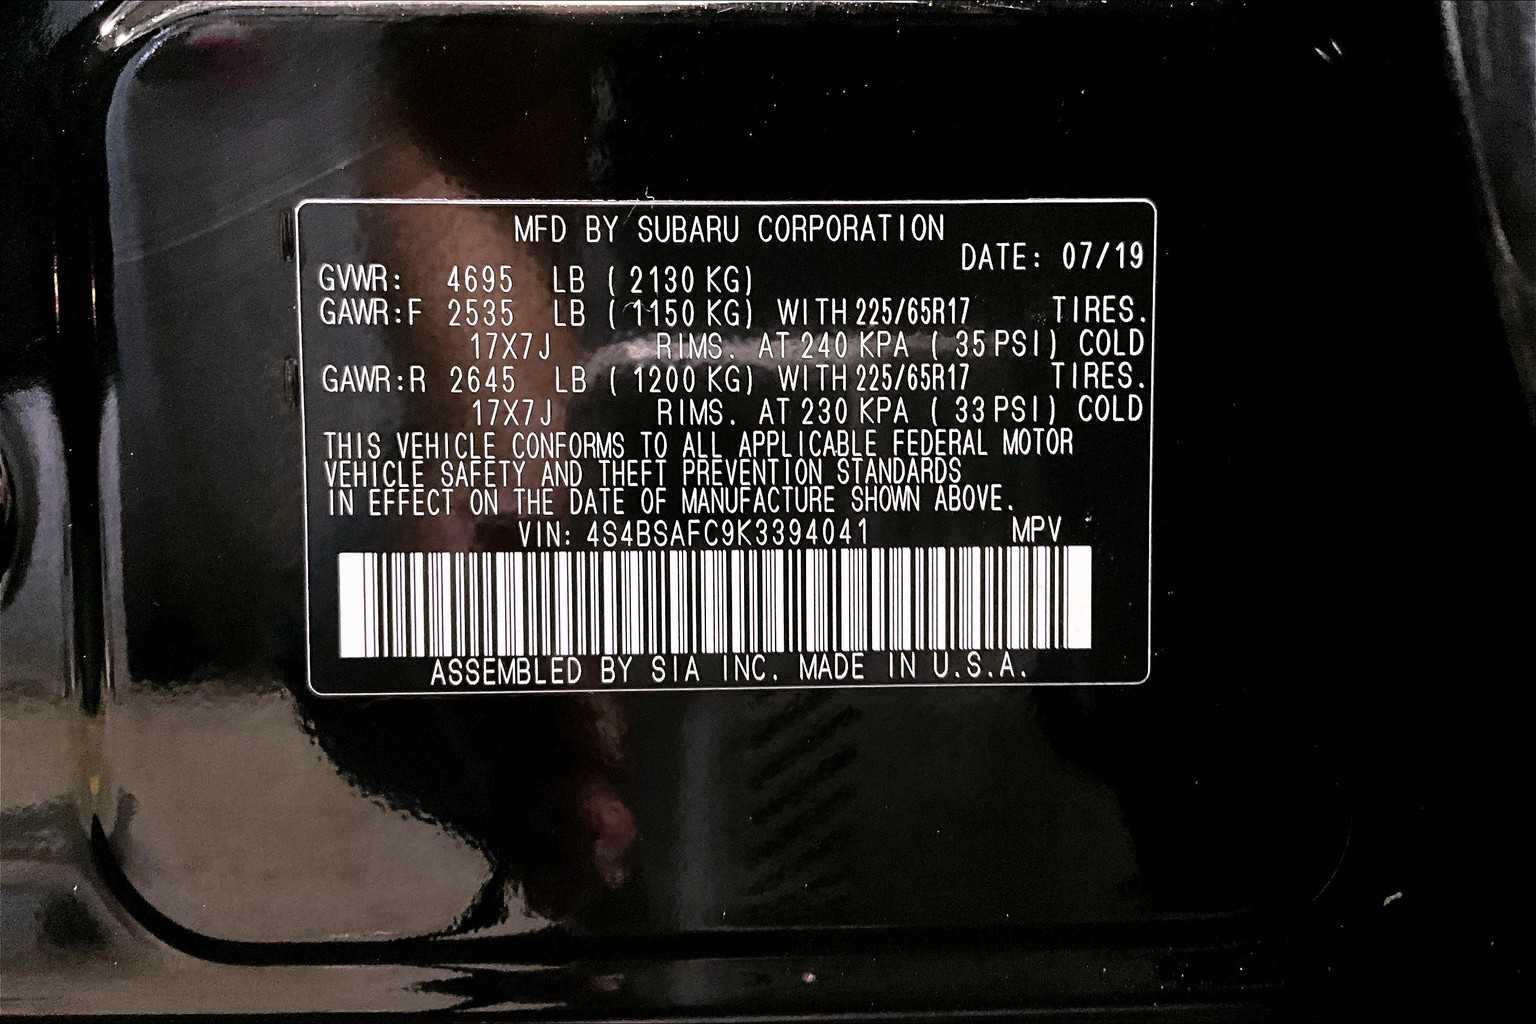 MFD BY SUBARU CORPORATION
DATE: 07/19
GVWR: 4695 LB ( 2130 KG)
GAWR:F 2535 LB ( 1150 KG) WITH 225/65R17 TIRES.
17X7J RIMS. AT 240 KPA ( 35 PSI) COLD
GAWR:R 2645 LB ( 1200 KG) WITH 225/65R17 TIRES.
17X7J RIMS. AT 230 KPA ( 33 PSI) COLD
THIS VEHICLE CONFORMS TO ALL APPLICABLE FEDERAL MOTOR
VEHICLE SAFETY AND THEFT PREVENTION STANDARDS
IN EFFECT ON THE DATE OF MANUFACTURE SHOWN ABOVE.
VIN: 4S4BSAFC9K3394041 MPV
ASSEMBLED BY SIA INC. MADE IN U.S.A.